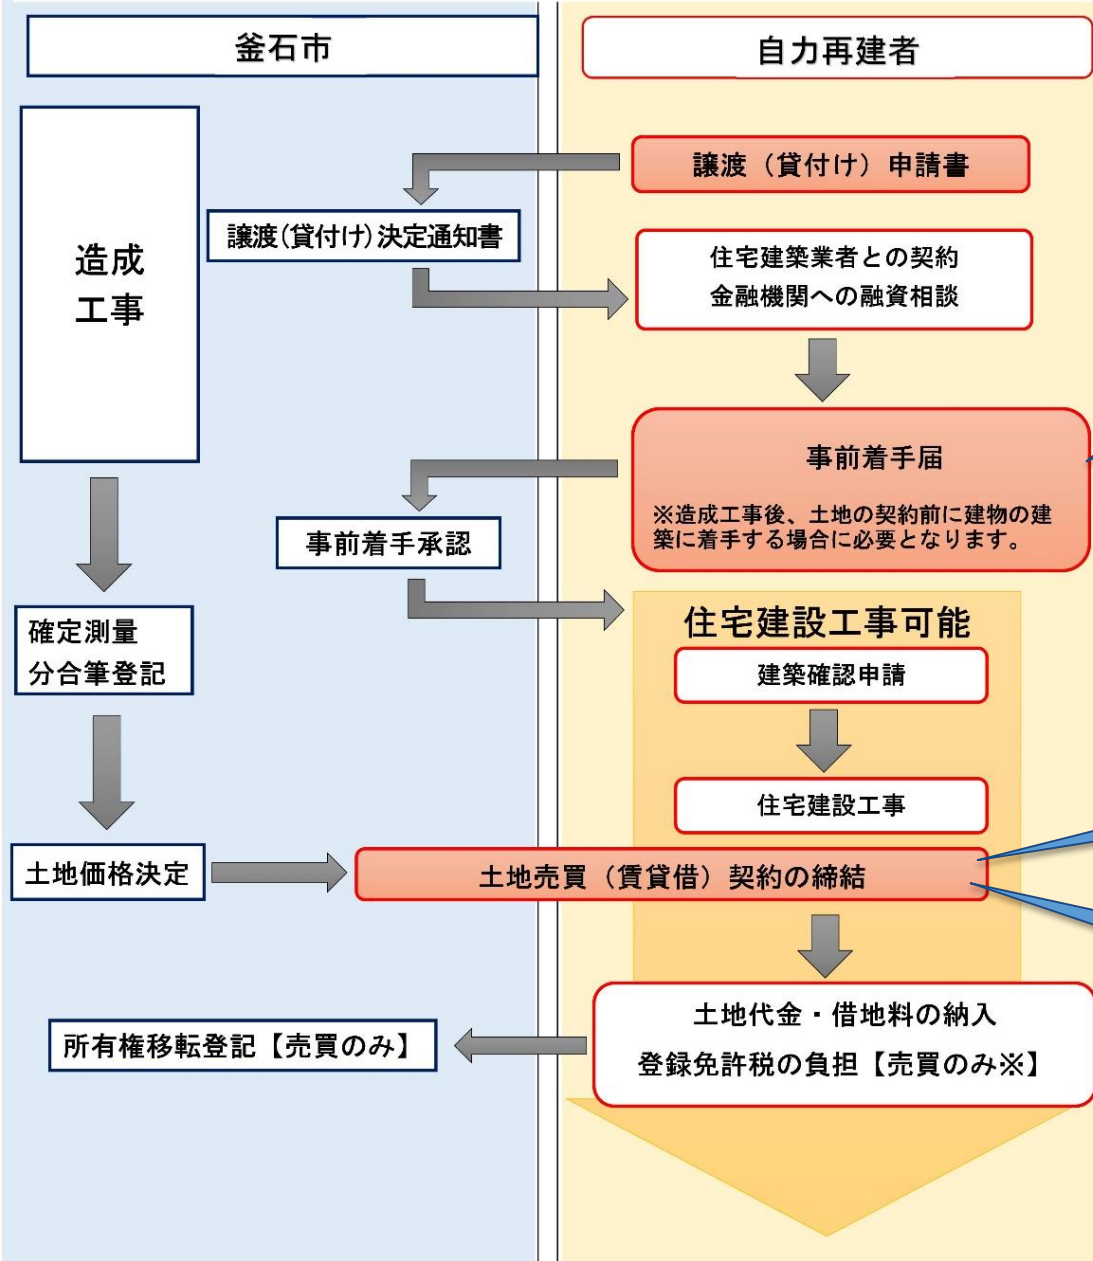 釜石市
自力再建者
造成
工事
譲渡（貸付け）申請書
譲渡(貸付け)決定通知書
住宅建築業者との契約
金融機関への融資相談
事前着手届
※造成工事後、土地の契約前に建物の建
築に着手する場合に必要となります。
事前着手承認
確定測量
分合筆登記
住宅建設工事可能
建築確認申請
住宅建設工事
土地価格決定
土地売買（賃貸借）契約の締結
土地代金・借地料の納入
登録免許税の負担【売買のみ※】
所有権移転登記【売買のみ】